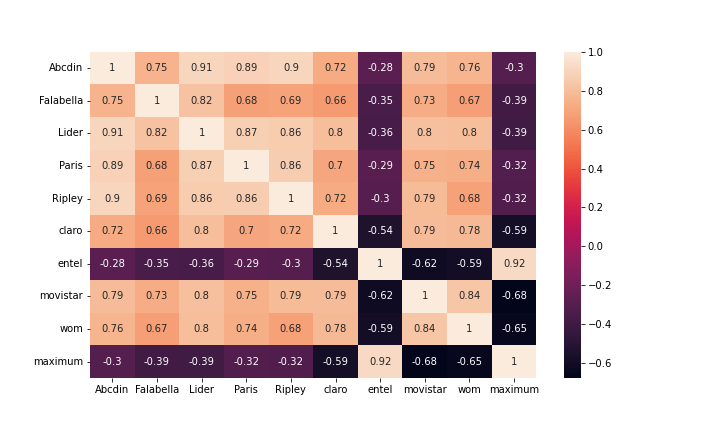 Abcdin 1 0.75 0.91 0.89 0.9 0.72 -0.28 0.79 0.76 -0.3
Falabella 0.75 1 0.82 0.68 0.69 0.66 -0.35 0.73 0.67 -0.39
Lider 0.91 0.82 1 0.87 0.86 0.8 -0.36 0.8 0.8 -0.39
Paris 0.89 0.68 0.87 1 0.86 0.7 -0.29 0.75 0.74 -0.32
Ripley 0.9 0.69 0.86 0.86 1 0.72 -0.3 0.79 0.68 -0.32
claro 0.72 0.66 0.8 0.7 0.72 1 -0.54 0.79 0.78 -0.59
entel -0.28 -0.35 -0.36 -0.29 -0.3 -0.54 1 -0.62 -0.59 0.92
movistar 0.79 0.73 0.8 0.75 0.79 0.79 -0.62 1 0.84 -0.68
wom 0.76 0.67 0.8 0.74 0.68 0.78 -0.59 0.84 1 -0.65
maximum -0.3 -0.39 -0.39 -0.32 -0.32 -0.59 0.92 -0.68 -0.65 1
Abcdin Falabella Lider Paris Ripley claro entel movistar wom maximum
1.0
0.8
0.6
0.4
0.2
0.0
−0.2
−0.4
−0.6